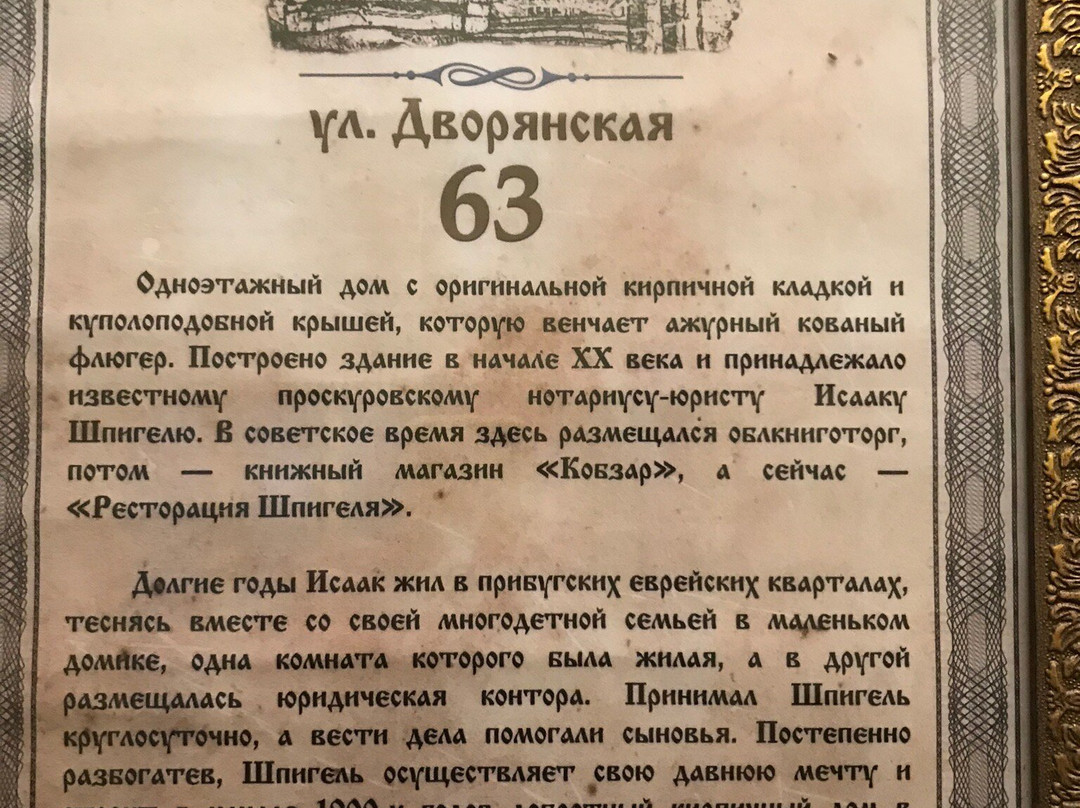 ул. Дворянская
63
Одноэтажный дом с оригинальной кирпичной кладкой и
куполоподобной крышей, которую венчает ажурный кованый
флюгер. Построено здание в начале XX века и принадлежало
известному проскуровскому нотариусу-юристу Исааку
Шпигелю. В советское время здесь размещался облкниготорг,
потом — книжный магазин «Кобзар», а сейчас —
«Ресторация Шпигеля».
Долгие годы Исаак жил в прибугских еврейских кварталах,
теснясь вместе со своей многодетной семьей в маленьком
домике, одна комната которого была жилая, а в другой
размещалась юридическая контора. Принимал Шпигель
круглосуточно, а вести дела помогали сыновья. Постепенно
разбогатев, Шпигель осуществляет свою давнюю мечту и